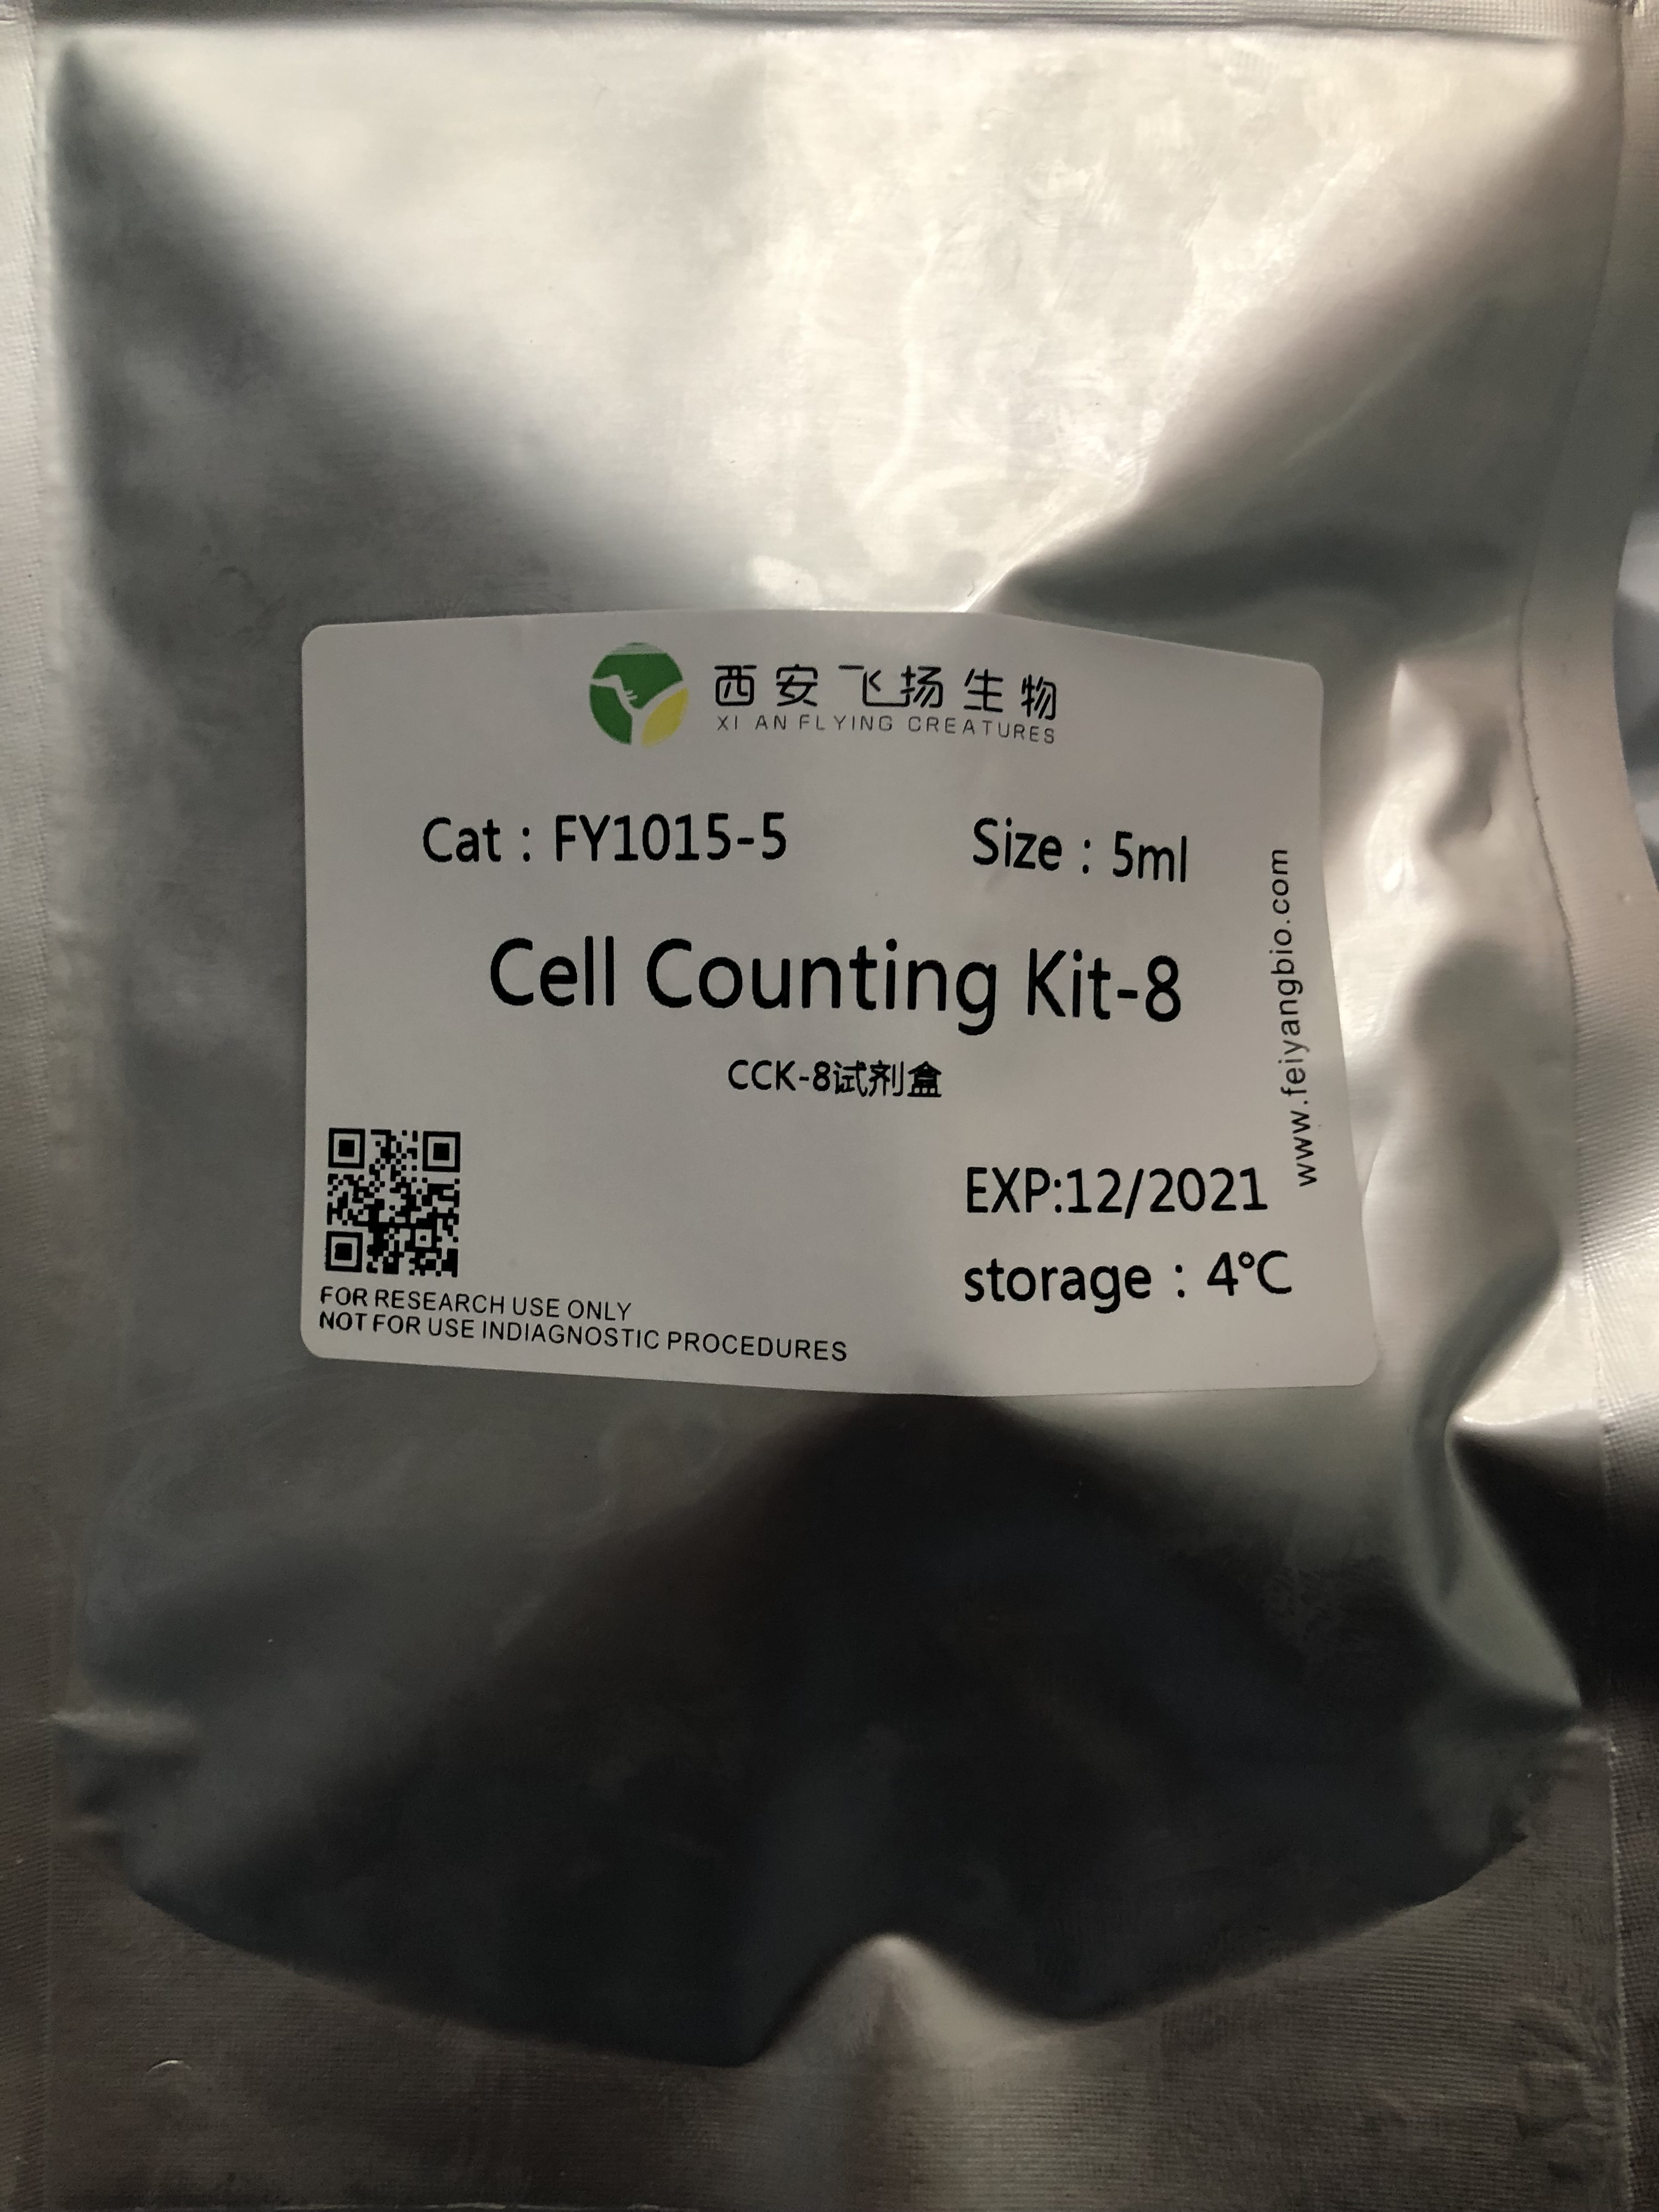 西安飞扬生物
XI AN FLYING CREATURES
Cat：FY1015-5
Size：5ml
Cell Counting Kit-8
CCK-8试剂盒
EXP:12/2021
storage：4℃
www.feiyangbio.com
FOR RESEARCH USE ONLY
NOT FOR USE INDIAGNOSTIC PROCEDURES